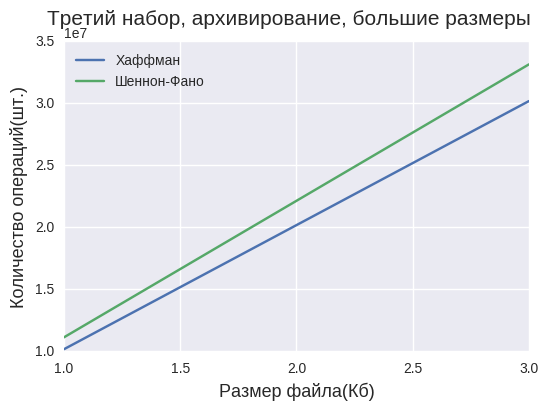 Третий набор, архивирование, большие размеры
1e7
3.5
3.0
2.5
2.0
1.5
1.0
Количество операций(шт.)
Хаффман
Шеннон-Фано
1.0 1.5 2.0 2.5 3.0
Размер файла(Кб)